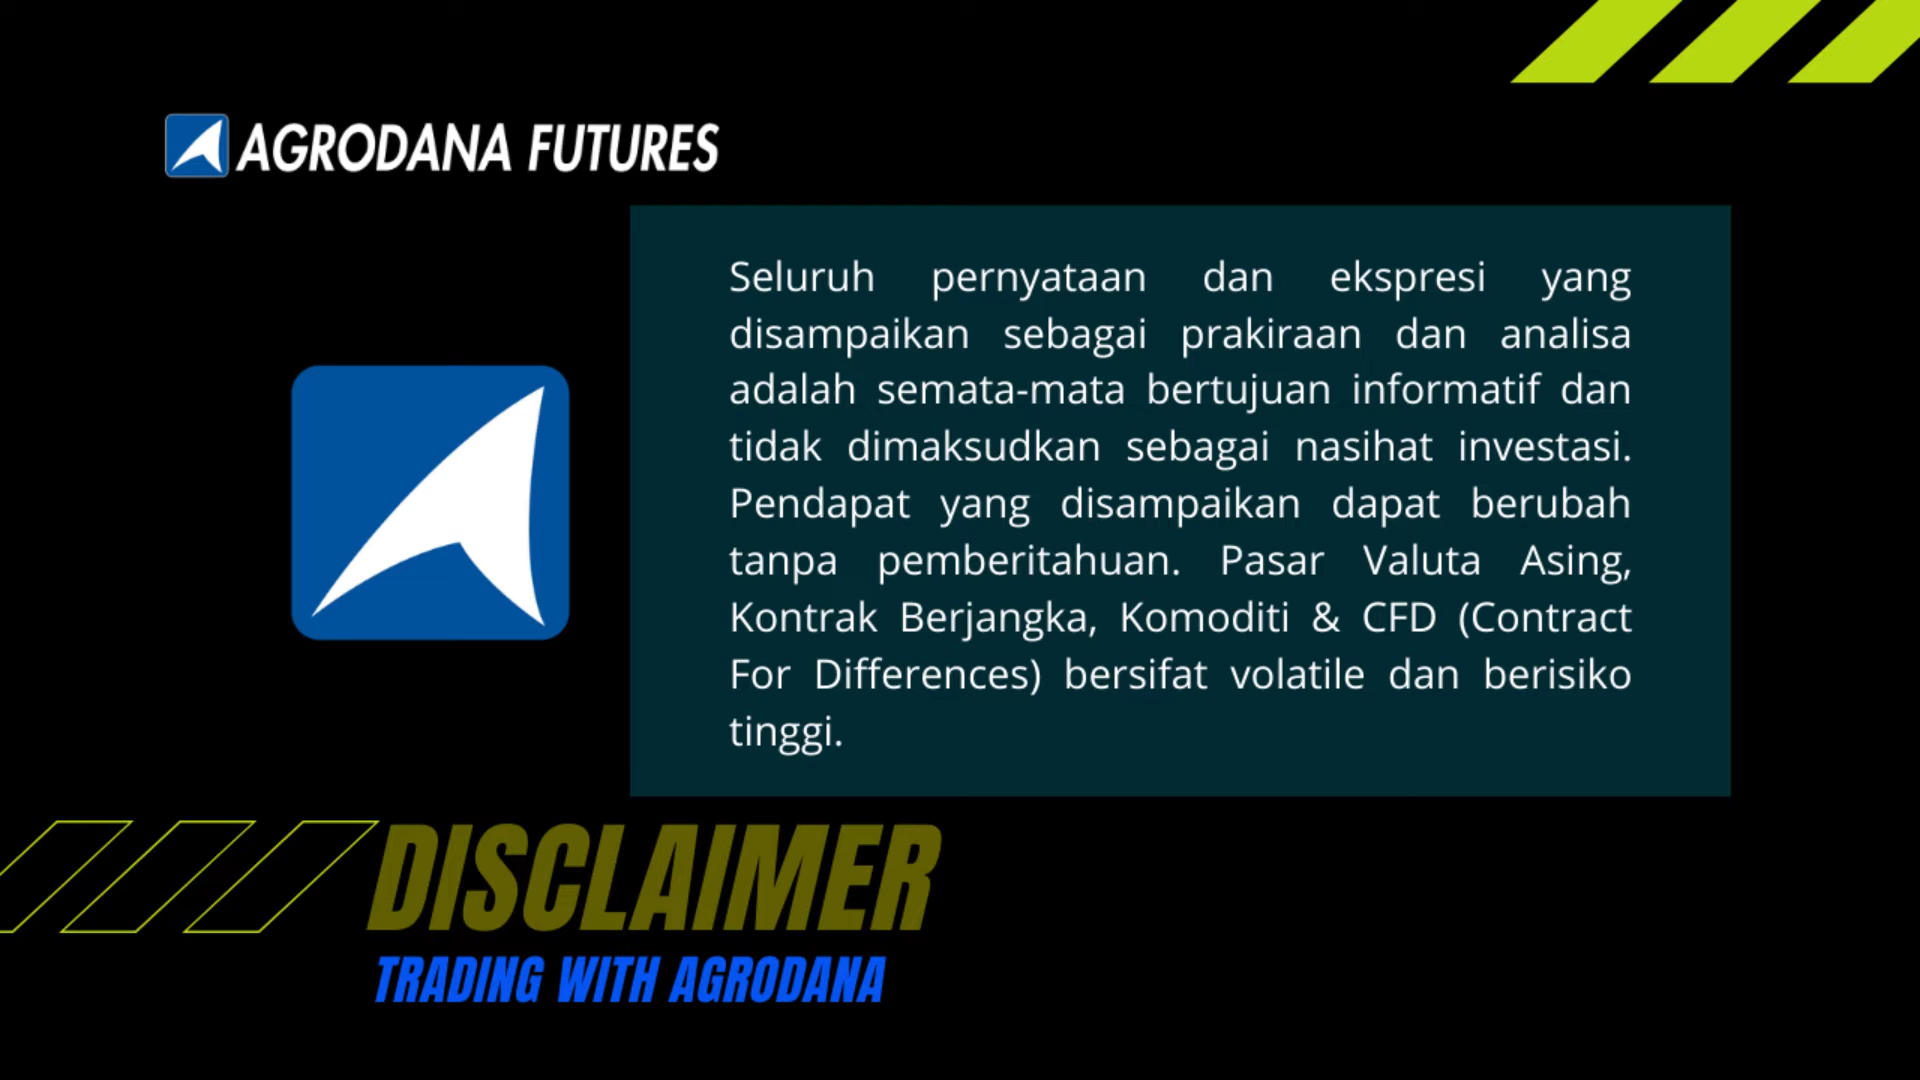 AGRODANA FUTURES
Seluruh pernyataan dan ekspresi yang
disampaikan sebagai prakiraan dan analisa
adalah semata-mata bertujuan informatif dan
tidak dimaksudkan sebagai nasihat investasi.
Pendapat yang disampaikan dapat berubah
tanpa pemberitahuan. Pasar Valuta Asing,
Kontrak Berjangka, Komoditi & CFD (Contract
For Differences) bersifat volatile dan berisiko
tinggi.
DISCLAIMER
TRADING WITH AGRODANA